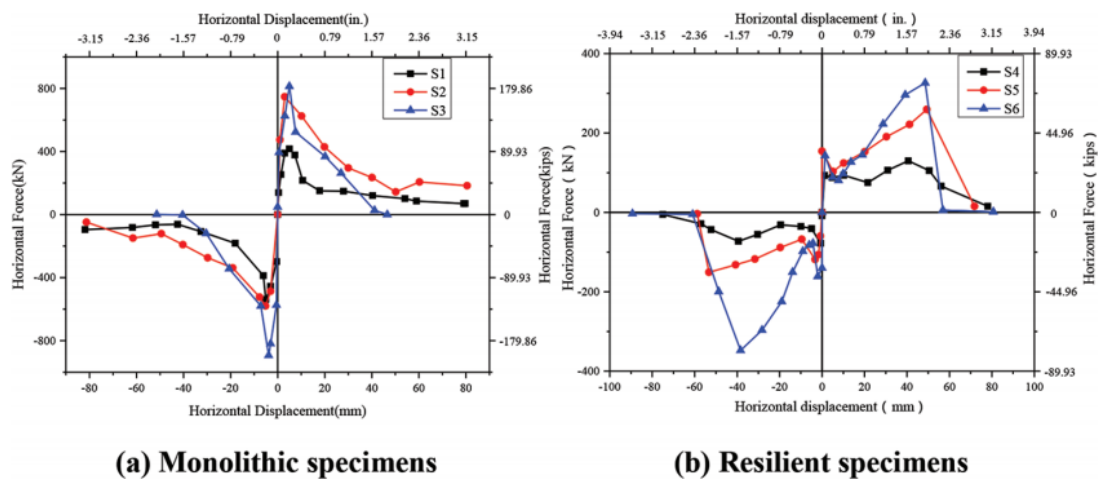 Horizontal Displacement(in.)
-3.15 -2.36 -1.57 -0.79 0 0.79 1.57 2.36 3.15
800
400
0
-400
-800
Horizontal Force(kN)
S1
S2
S3
179.86
89.93
0
-89.93
-179.86
Horizontal Force(kips)
-80 -60 -40 -20 0 20 40 60 80
Horizontal Displacement(mm)
(a) Monolithic specimens
Horizontal displacement ( in. )
-3.94 -3.15 -2.36 -1.57 -0.79 0 0.79 1.57 2.36 3.15 3.94
400
200
0
-200
-400
Horizontal Force ( kN )
S4
S5
S6
89.93
44.96
0
-44.96
-89.93
Horizontal Force ( kips )
-100 -80 -60 -40 -20 0 20 40 60 80 100
Horizontal displacement ( mm )
(b) Resilient specimens